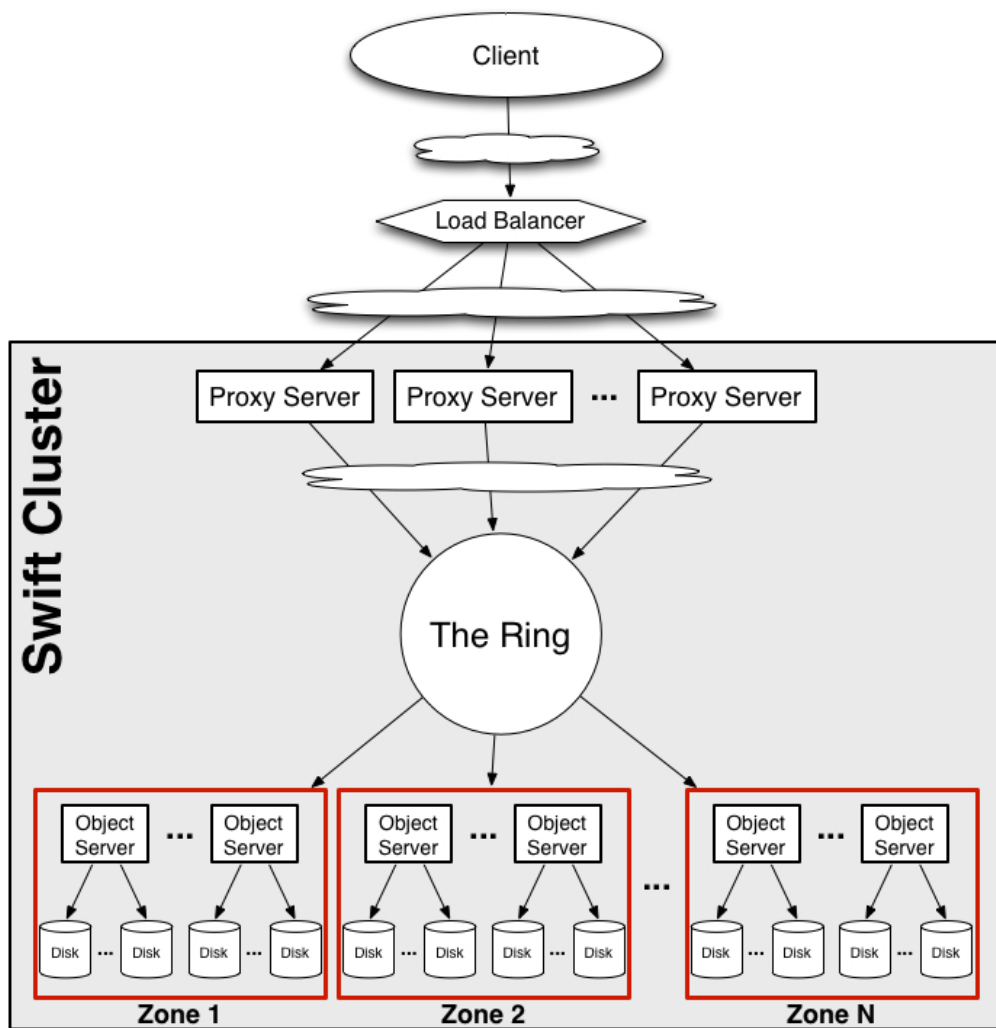 Client
Load Balancer
Swift Cluster
Proxy Server
Proxy Server
...
Proxy Server
The Ring
Object
Server
...
Object
Server
Disk
...
Disk
Disk
...
Disk
Zone 1
Object
Server
...
Object
Server
Disk
...
Disk
Disk
...
Disk
Zone 2
...
Object
Server
...
Object
Server
Disk
...
Disk
Disk
...
Disk
Zone N